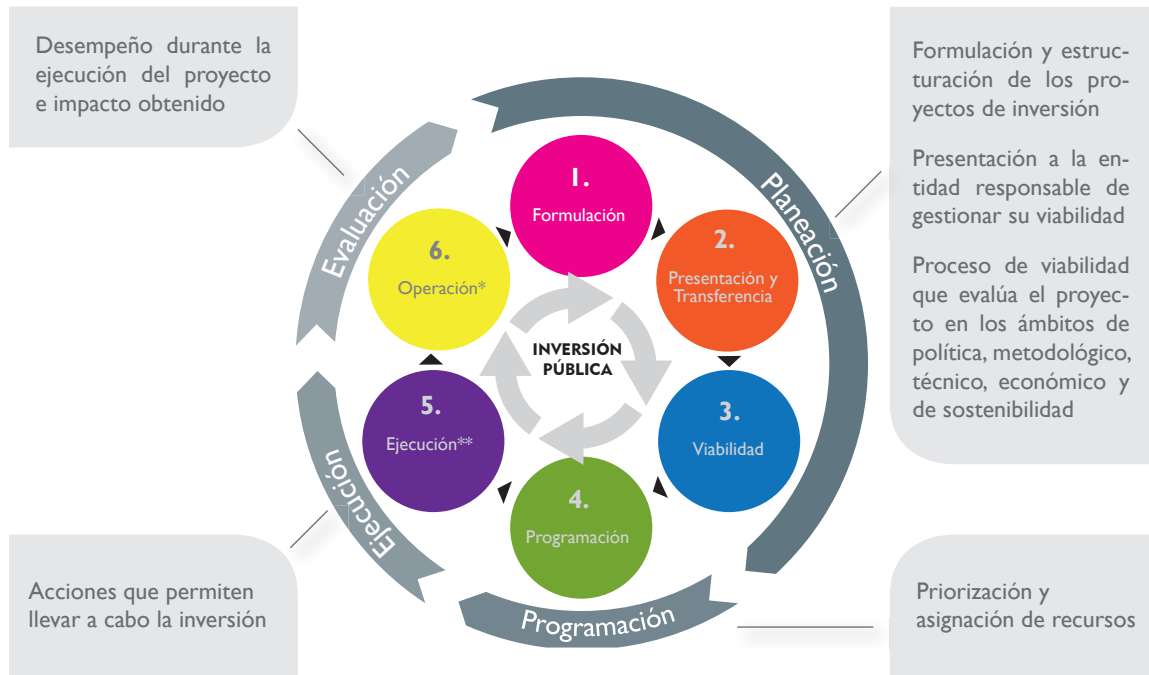 Desempeño durante la
ejecución del proyecto
e impacto obtenido
Formulación y estruc-
turación de los pro-
yectos de inversión
Presentación a la en-
tidad responsable de
gestionar su viabilidad
Proceso de viabilidad
que evalúa el proyec-
to en los ámbitos de
política, metodológico,
técnico, económico y
de sostenibilidad
Planeación
Evaluación
1.
Formulación
2.
Presentación y
Transferencia
6.
Operación*
INVERSIÓN
PÚBLICA
5.
Ejecución**
3.
Viabilidad
4.
Programación
Ejecución
Programación
Acciones que permiten
llevar a cabo la inversión
Priorización y
asignación de recursos